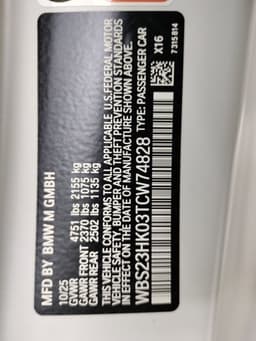 MFD BY BMW M GMBH
10/25
GVWR 4751 lbs 2155 kg
GAWR FRONT 2370 lbs 1075 kg
GAWR REAR 2502 lbs 1135 kg
THIS VEHICLE CONFORMS TO ALL APPLICABLE U.S.FEDERAL MOTOR
VEHICLE SAFETY, BUMPER AND THEFT PREVENTION STANDARDS
IN EFFECT ON THE DATE OF MANUFACTURE SHOWN ABOVE.
WBS23HK03TCW74828 TYPE: PASSENGER CAR
X16
7315814